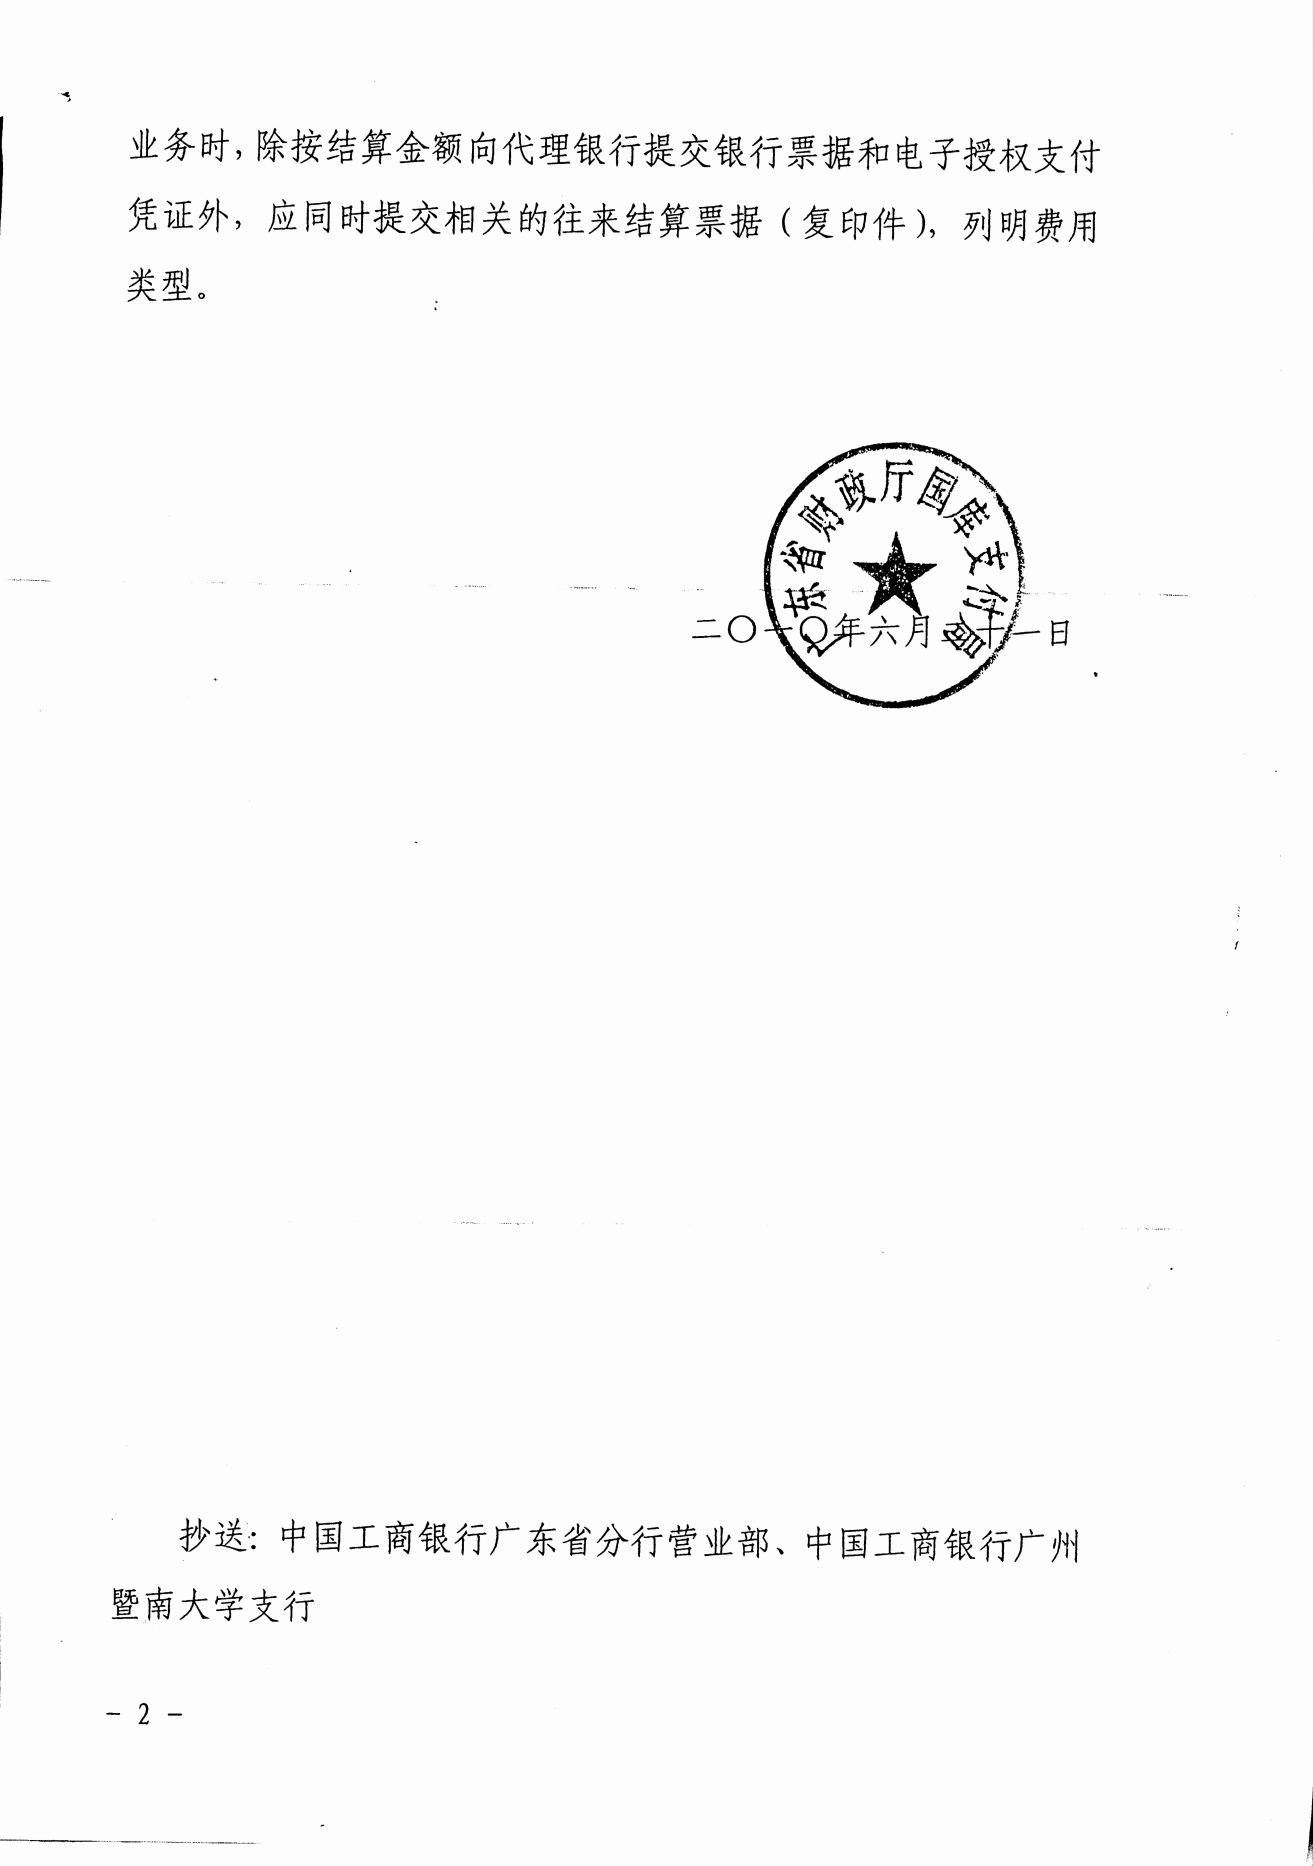 业务时，除按结算金额向代理银行提交银行票据和电子授权支付
凭证外，应同时提交相关的往来结算票据（复印件），列明费用
类型。
广东省财政厅国库支付局
二〇一〇年六月二十一日
抄送：中国工商银行广东省分行营业部、中国工商银行广州
暨南大学支行
- 2 -